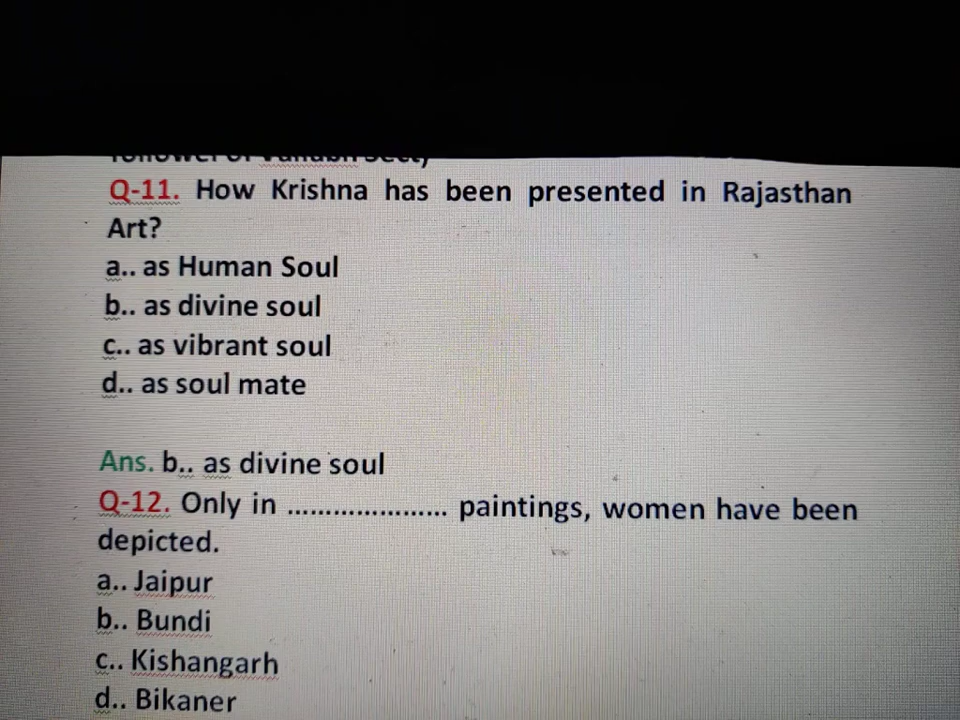 Q-11. How Krishna has been presented in Rajasthan
Art?
a.. as Human Soul
b.. as divine soul
c.. as vibrant soul
d.. as soul mate
Ans. b.. as divine soul
Q-12. Only in ..................... paintings, women have been
depicted.
a.. Jaipur
b.. Bundi
c.. Kishangarh
d.. Bikaner